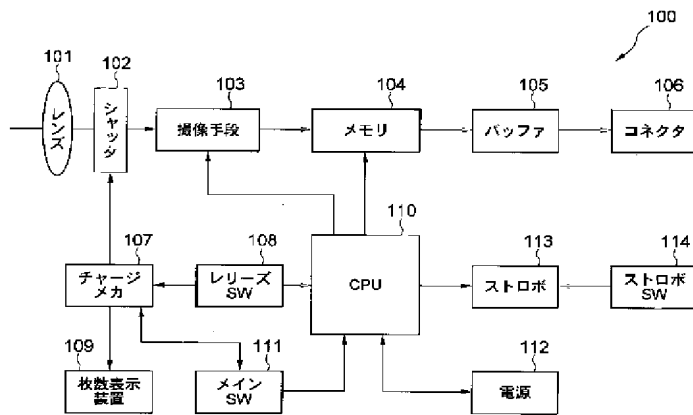 100
101
102
103
104
105
106
レンズ
シャッタ
撮像手段
メモリ
バッファ
コネクタ
107
108
110
113
114
チャージ
メカ
レリーズ
SW
CPU
ストロボ
ストロボ
SW
109
111
112
枚数表示
装置
メイン
SW
電源